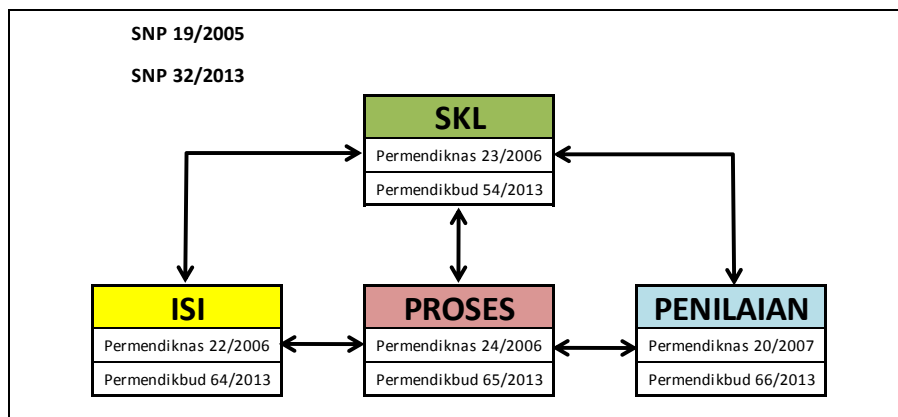 SNP 19/2005
SNP 32/2013
SKL
Permendiknas 23/2006
Permendikbud 54/2013
ISI
Permendiknas 22/2006
Permendikbud 64/2013
PROSES
Permendiknas 24/2006
Permendikbud 65/2013
PENILAIAN
Permendiknas 20/2007
Permendikbud 66/2013